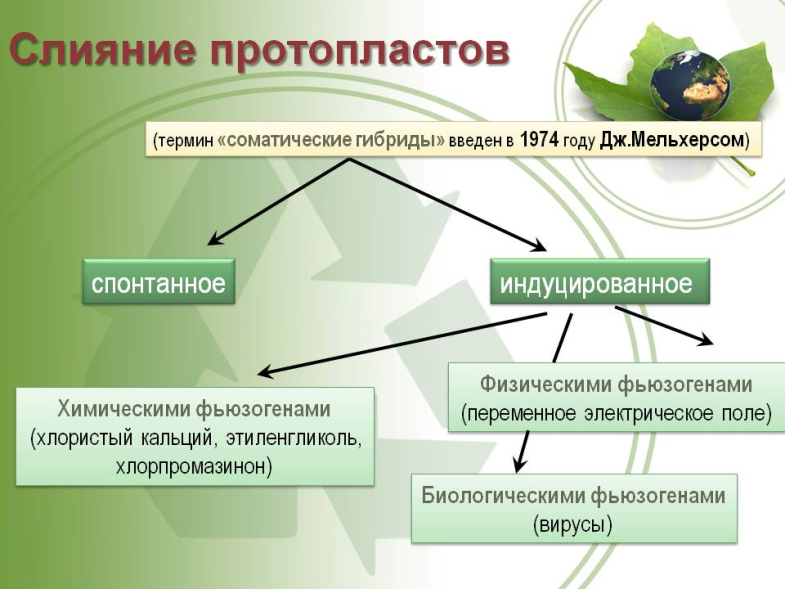 Слияние протопластов
(термин «соматические гибриды» введен в 1974 году Дж.Мельхерсом)
спонтанное
индуцированное
Химическими фьюзогенами
(хлористый кальций, этиленгликоль,
хлорпромазинон)
Физическими фьюзогенами
(переменное электрическое поле)
Биологическими фьюзогенами
(вирусы)